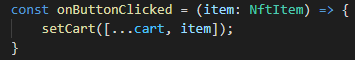 const onButtonClicked = (item: NftItem) => {
    setCart([...cart, item]);
}